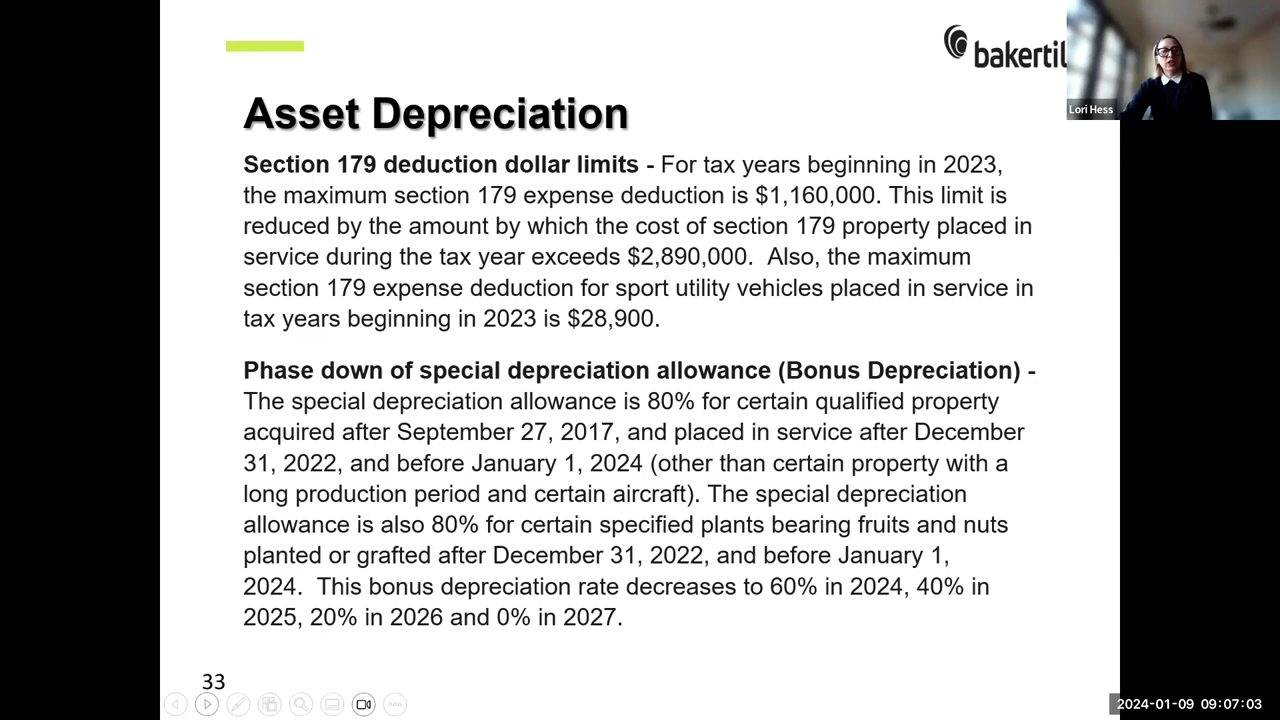 bakertil
Lori Hess
Asset Depreciation
Section 179 deduction dollar limits - For tax years beginning in 2023,
the maximum section 179 expense deduction is $1,160,000. This limit is
reduced by the amount by which the cost of section 179 property placed in
service during the tax year exceeds $2,890,000.  Also, the maximum
section 179 expense deduction for sport utility vehicles placed in service in
tax years beginning in 2023 is $28,900.
Phase down of special depreciation allowance (Bonus Depreciation) -
The special depreciation allowance is 80% for certain qualified property
acquired after September 27, 2017, and placed in service after December
31, 2022, and before January 1, 2024 (other than certain property with a
long production period and certain aircraft). The special depreciation
allowance is also 80% for certain specified plants bearing fruits and nuts
planted or grafted after December 31, 2022, and before January 1,
2024.  This bonus depreciation rate decreases to 60% in 2024, 40% in
2025, 20% in 2026 and 0% in 2027.
33
2024-01-09 09:07:03